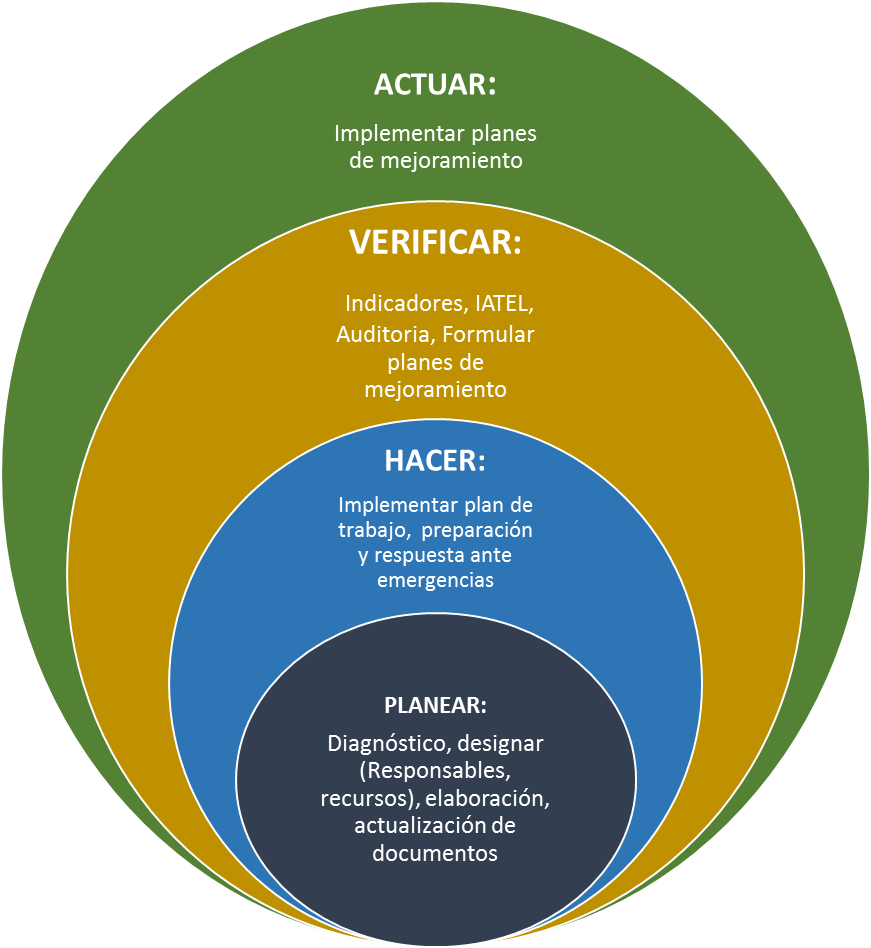 ACTUAR:
Implementar planes
de mejoramiento
VERIFICAR:
Indicadores, IATEL,
Auditoria, Formular
planes de
mejoramiento
HACER:
Implementar plan de
trabajo, preparación
y respuesta ante
emergencias
PLANEAR:
Diagnóstico, designar
(Responsables,
recursos), elaboración,
actualización de
documentos